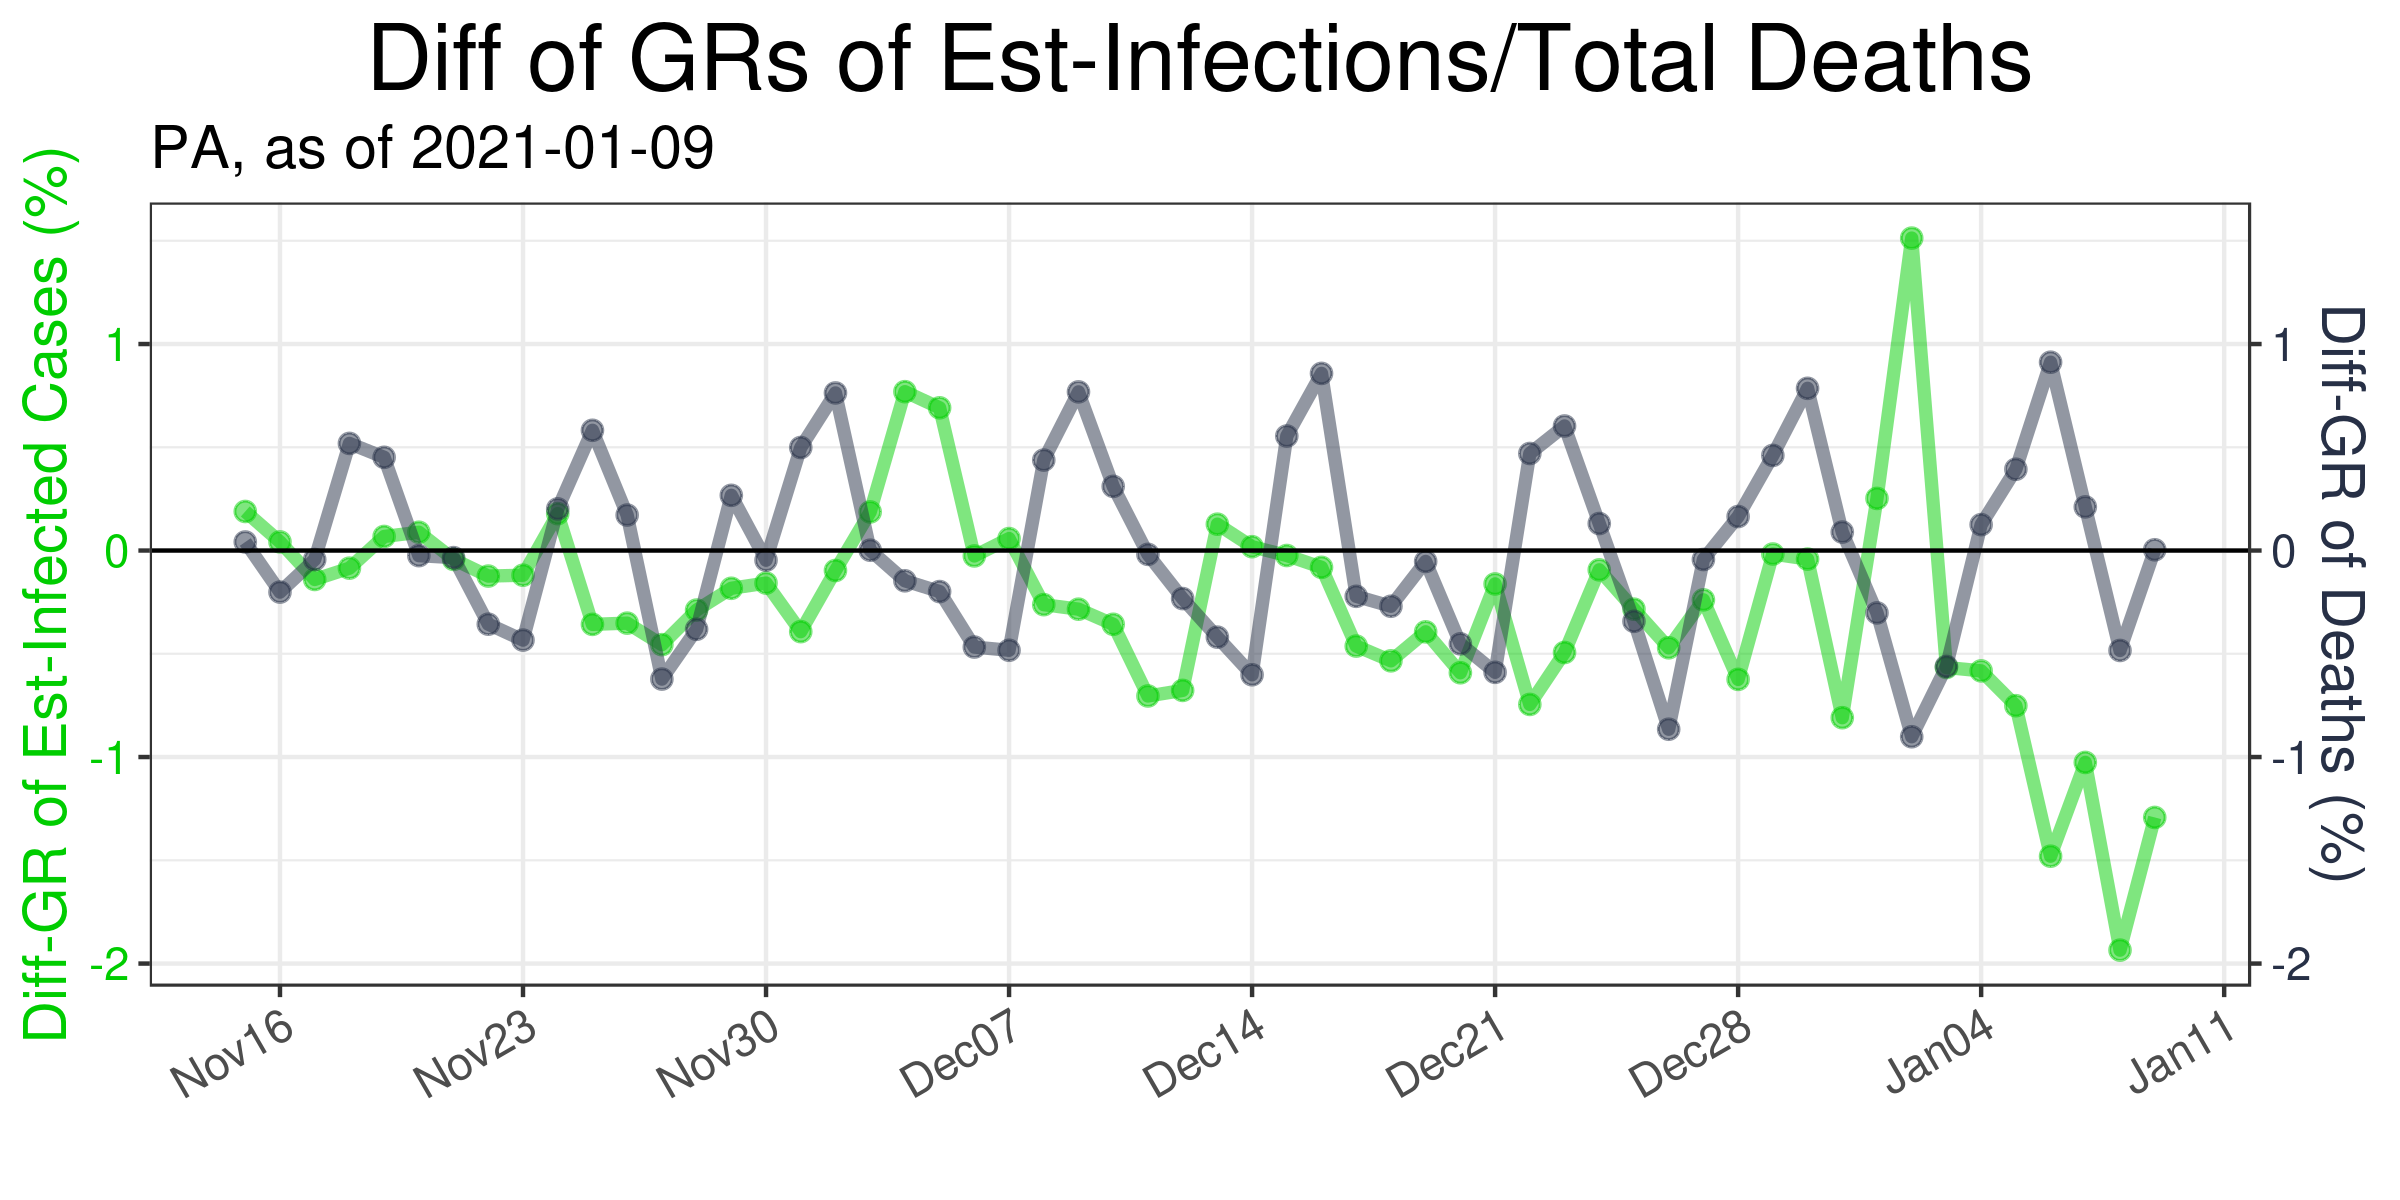 Diff of GRs of Est-Infections/Total Deaths
PA, as of 2021-01-09
Diff-GR of Est-Infected Cases (%)
1
0
-1
-2
1
0
-1
-2
Diff-GR of Deaths (%)
Nov16
Nov23
Nov30
Dec07
Dec14
Dec21
Dec28
Jan04
Jan11